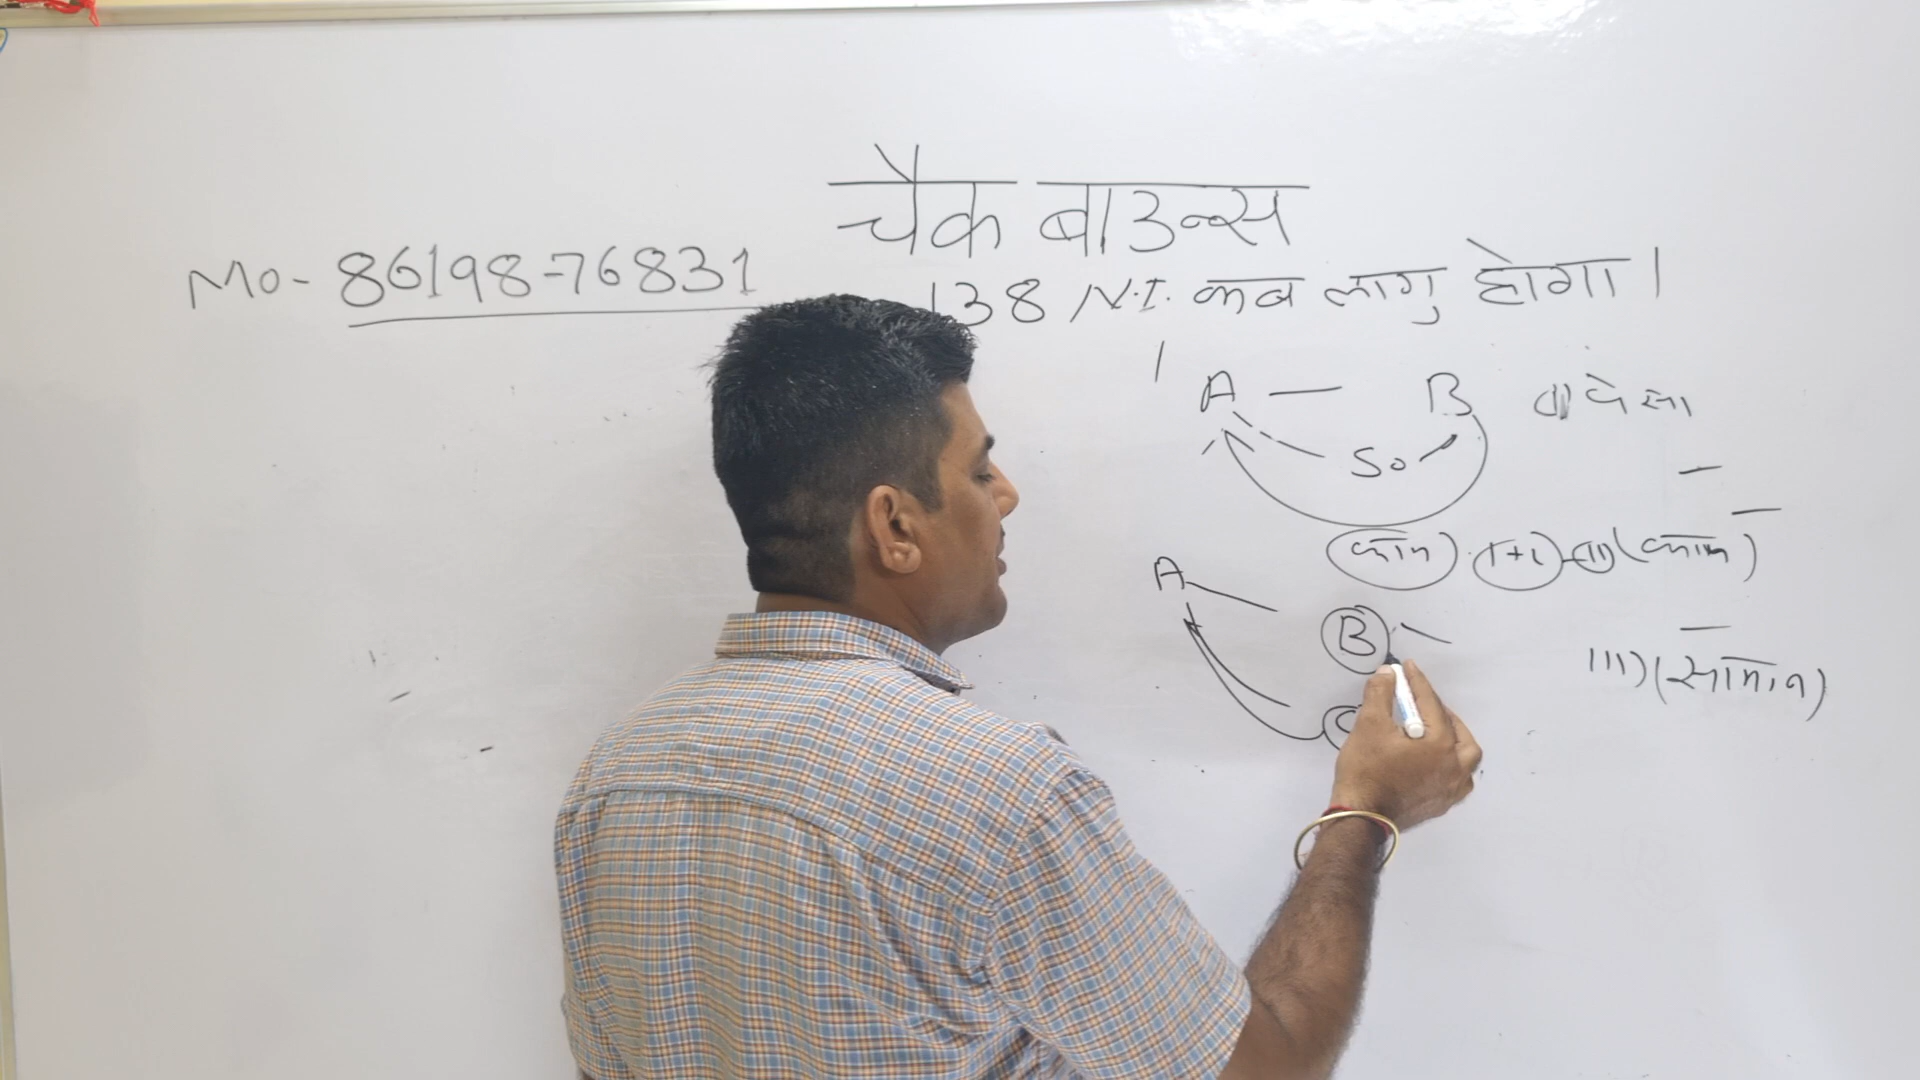 चैक बाउन्स
Mo- 86198-76831
138 N.I. कब लागु होगा।
A — B पैसा
50
(काम)
A
B
C
III) (सामान)